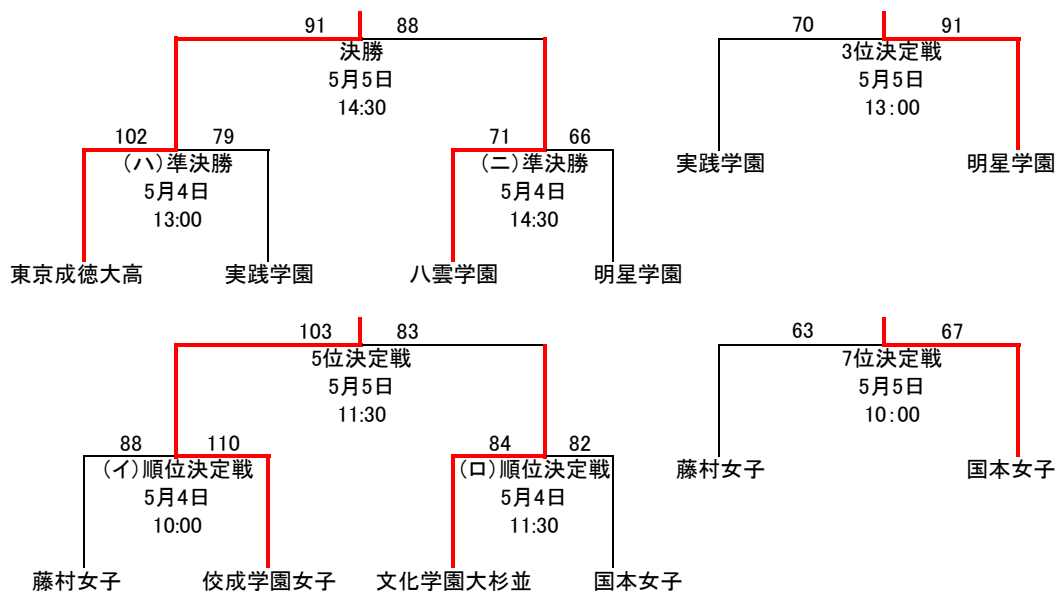 91 88
決勝
5月5日
14:30
102 79
(ハ)準決勝
5月4日
13:00
71 66
(ニ)準決勝
5月4日
14:30
東京成徳大高 実践学園 八雲学園 明星学園
70 91
3位決定戦
5月5日
13:00
実践学園 明星学園
103 83
5位決定戦
5月5日
11:30
88 110
(イ)順位決定戦
5月4日
10:00
84 82
(ロ)順位決定戦
5月4日
11:30
藤村女子 佼成学園女子 文化学園大杉並 国本女子
63 67
7位決定戦
5月5日
10:00
藤村女子 国本女子